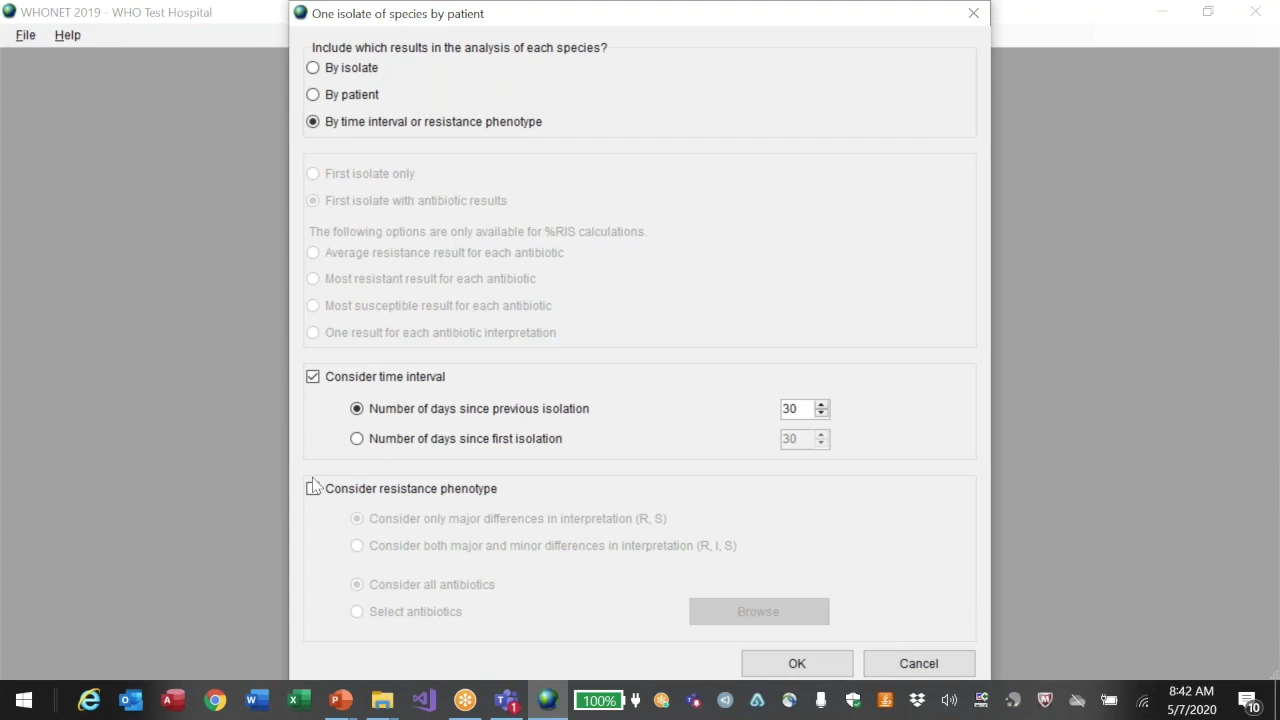 WHONET 2019 - WHO Test Hospital
One isolate of species by patient
File Help
Include which results in the analysis of each species?
By isolate
By patient
By time interval or resistance phenotype
First isolate only
First isolate with antibiotic results
The following options are only available for %RIS calculations.
Average resistance result for each antibiotic
Most resistant result for each antibiotic
Most susceptible result for each antibiotic
One result for each antibiotic interpretation
Consider time interval
Number of days since previous isolation 30
Number of days since first isolation 30
Consider resistance phenotype
Consider only major differences in interpretation (R, S)
Consider both major and minor differences in interpretation (R, I, S)
Consider all antibiotics
Select antibiotics Browse
OK Cancel
100%
8:42 AM
5/7/2020
10